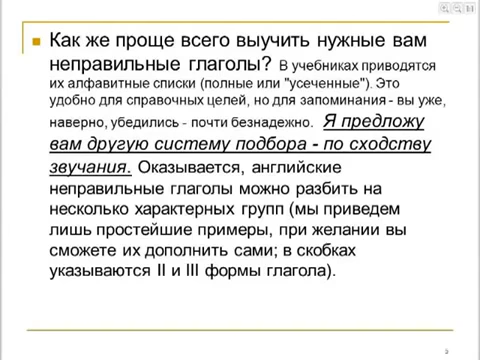 Как же проще всего выучить нужные вам
неправильные глаголы? В учебниках приводятся
их алфавитные списки (полные или "усеченные"). Это
удобно для справочных целей, но для запоминания - вы уже,
наверно, убедились - почти безнадежно. Я предложу
вам другую систему подбора - по сходству
звучания. Оказывается, английские
неправильные глаголы можно разбить на
несколько характерных групп (мы приведем
лишь простейшие примеры, при желании вы
сможете их дополнить сами; в скобках
указываются II и III формы глагола).
3